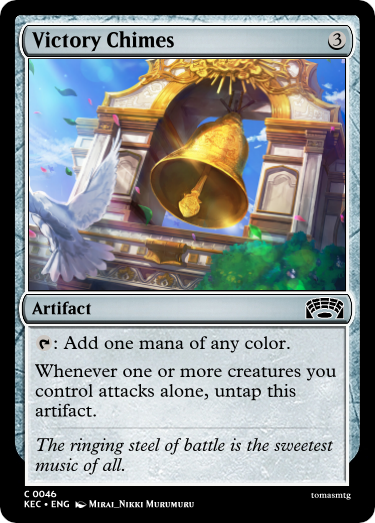 Victory Chimes 3
Artifact
: Add one mana of any color.
Whenever one or more creatures you
control attacks alone, untap this
artifact.
The ringing steel of battle is the sweetest
music of all.
C 0046
KEC • ENG Mirai_Nikki Murumuru
tomasmtg